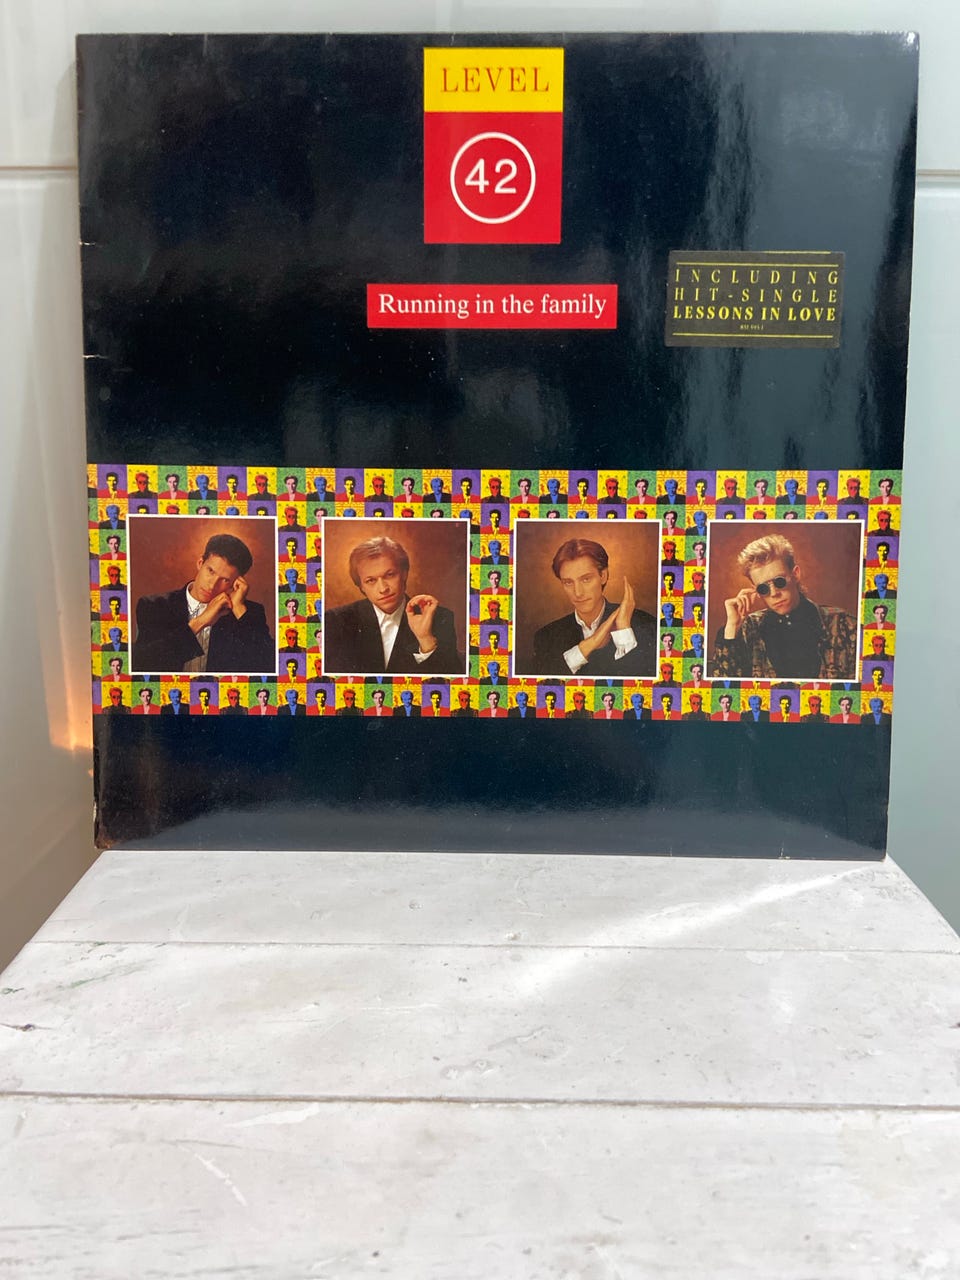 LEVEL
42
Running in the family
INCLUDING
HIT-SINGLE
LESSONS IN LOVE